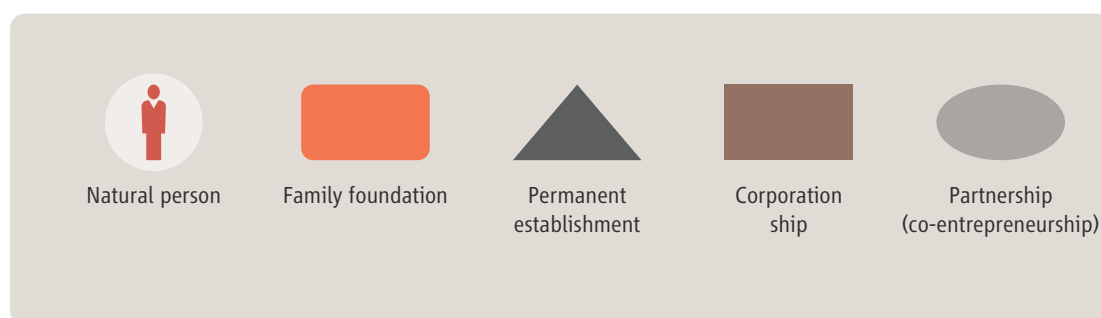 Natural person
Family foundation
Permanent
establishment
Corporation
ship
Partnership
(co-entrepreneurship)